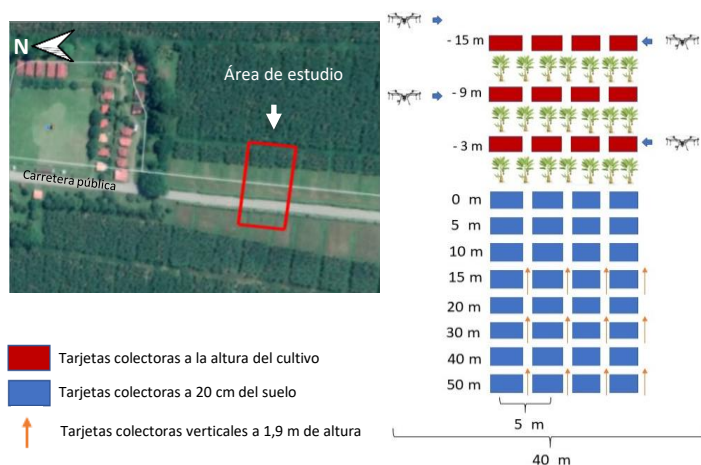 N
Área de estudio
Carretera pública
Tarjetas colectoras a la altura del cultivo
Tarjetas colectoras a 20 cm del suelo
Tarjetas colectoras verticales a 1,9 m de altura
- 15 m
- 9 m
- 3 m
0 m
5 m
10 m
15 m
20 m
30 m
40 m
50 m
5 m
40 m